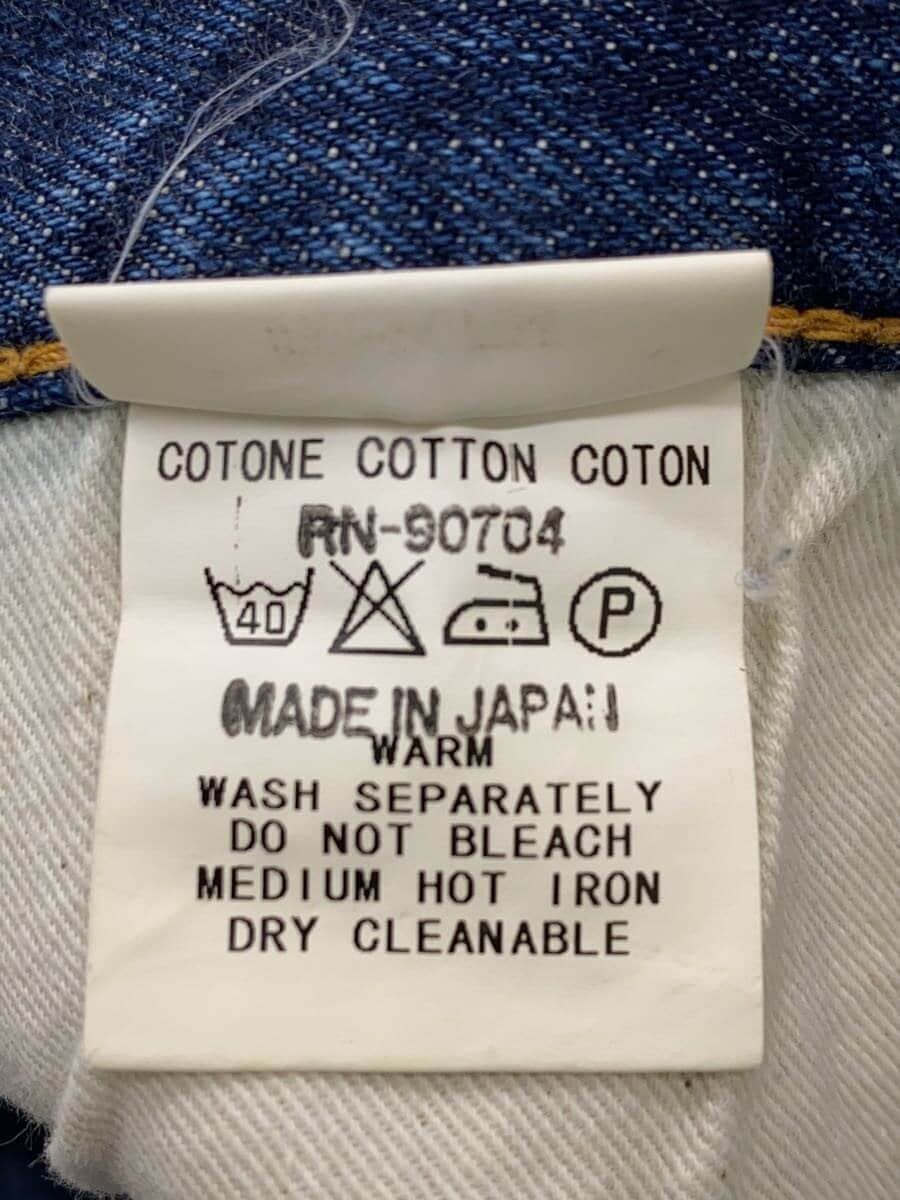 COTONE COTTON COTON
RN-90704
40 P
MADE IN JAPAN
WARM
WASH SEPARATELY
DO NOT BLEACH
MEDIUM HOT IRON
DRY CLEANABLE